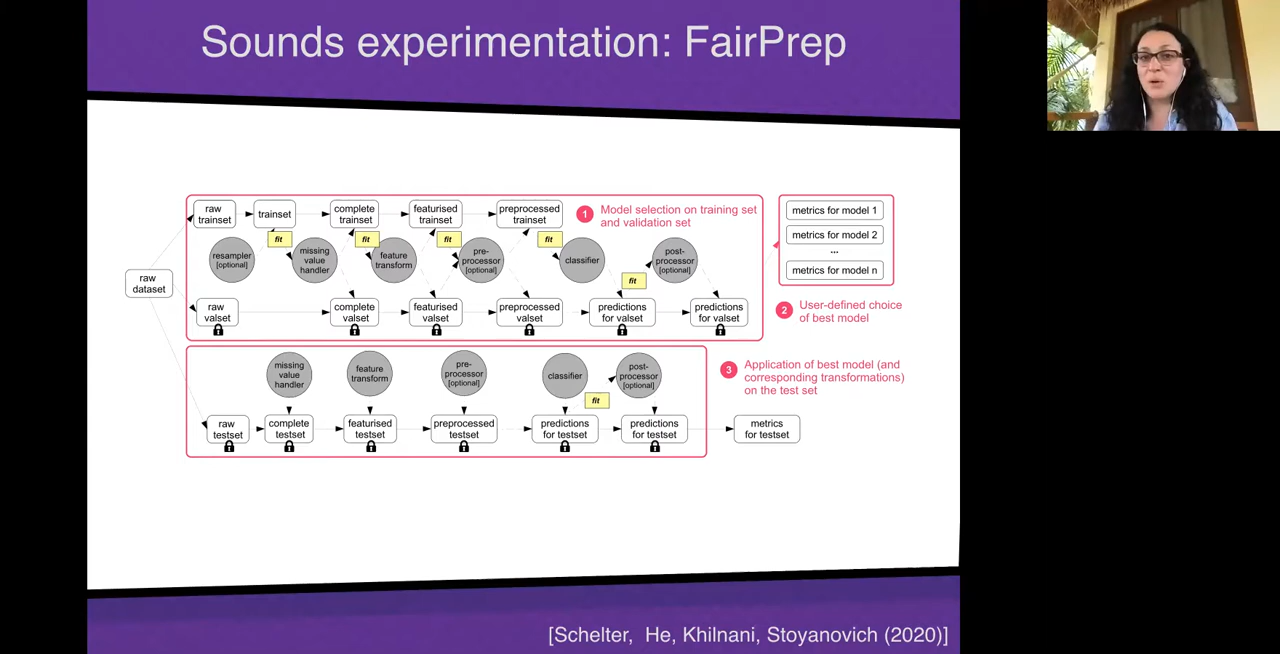 Sounds experimentation: FairPrep
raw
dataset
raw
trainset
trainset
complete
trainset
featurised
trainset
preprocessed
trainset
1
Model selection on training set
and validation set
fit
fit
fit
fit
resampler
[optional]
missing
value
handler
feature
transform
pre-
processor
[optional]
classifier
fit
post-
processor
[optional]
raw
valset
complete
valset
featurised
valset
preprocessed
valset
predictions
for valset
predictions
for valset
metrics for model 1
metrics for model 2
...
metrics for model n
2
User-defined choice
of best model
missing
value
handler
feature
transform
pre-
processor
[optional]
classifier
fit
post-
processor
[optional]
3
Application of best model (and
corresponding transformations)
on the test set
raw
testset
complete
testset
featurised
testset
preprocessed
testset
predictions
for testset
predictions
for testset
metrics
for testset
[Schelter, He, Khilnani, Stoyanovich (2020)]